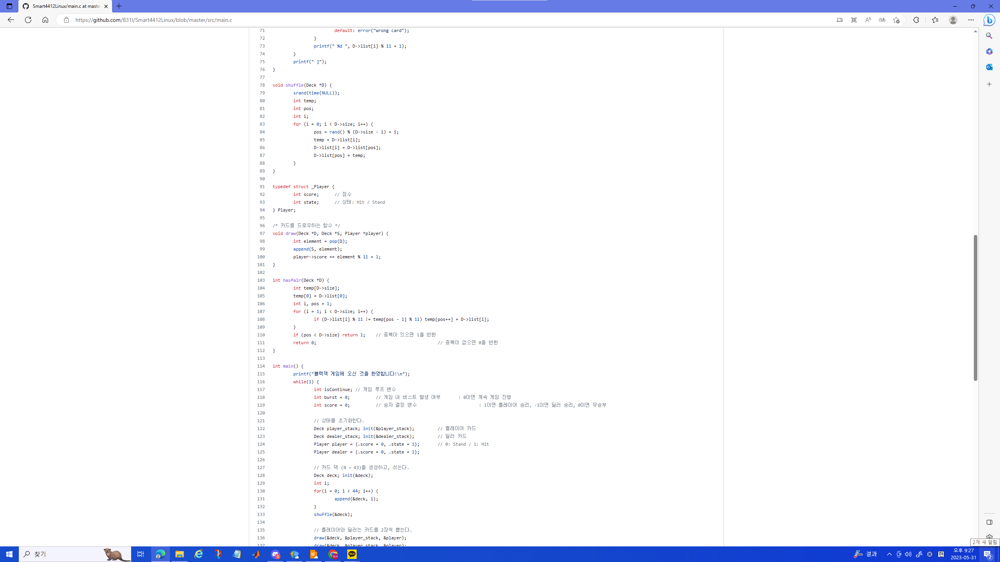 Smart4412Linux/main.c at maste
https://github.com/B31l/Smart4412Linux/blob/master/src/main.c
71 default: error("wrong card");
72 }
73 printf(" %d ", D->list[i] % 11 + 1);
74 }
75 printf(" ]");
76 }
77
78 void shuffle(Deck *D) {
79 srand(time(NULL));
80 int temp;
81 int pos;
82 int i;
83 for (i = 0; i < D->size; i++) {
84 pos = rand() % (D->size - i) + i;
85 temp = D->list[i];
86 D->list[i] = D->list[pos];
87 D->list[pos] = temp;
88 }
89 }
90
91 typedef struct _Player {
92 int score; // 점수
93 int state; // 상태: Hit / Stand
94 } Player;
95
96 /* 카드를 드로우하는 함수 */
97 void draw(Deck *D, Deck *S, Player *player) {
98 int element = pop(D);
99 append(S, element);
100 player->score += element % 11 + 1;
101 }
102
103 int hasPair(Deck *D) {
104 int temp[D->size];
105 temp[0] = D->list[0];
106 int i, pos = 1;
107 for (i = 1; i < D->size; i++) {
108 if (D->list[i] % 11 != temp[pos - 1] % 11) temp[pos++] = D->list[i];
109 }
110 if (pos < D->size) return 1; // 중복이 있으면 1을 반환
111 return 0; // 중복이 없으면 0을 반환
112 }
113
114 int main() {
115 printf("블랙잭 게임에 오신 것을 환영합니다!\n");
116 while(1) {
117 int isContinue; // 게임 루프 변수
118 int burst = 0; // 게임 내 버스트 발생 여부 : 0이면 계속 게임 진행
119 int score = 0; // 승자 결정 변수 : 1이면 플레이어 승리, -1이면 딜러 승리, 0이면 무승부
120
121 // 상태를 초기화한다.
122 Deck player_stack; init(&player_stack); // 플레이어 카드
123 Deck dealer_stack; init(&dealer_stack); // 딜러 카드
124 Player player = {.score = 0, .state = 1}; // 0: Stand / 1: Hit
125 Player dealer = {.score = 0, .state = 1};
126
127 // 카드 덱 (0 ~ 43)을 생성하고, 섞는다.
128 Deck deck; init(&deck);
129 int i;
130 for(i = 0; i < 44; i++) {
131 append(&deck, i);
132 }
133 shuffle(&deck);
134
135 // 플레이어와 딜러는 카드를 2장씩 뽑는다.
136 draw(&deck, &player_stack, &player);
137 draw(&deck, &player_stack, &player);
2개 새 알림
찾기
1
연서
TALK
결과
한
오후 9:27
2023-05-31
2